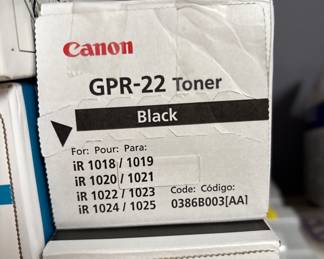 Canon
GPR-22 Toner
Black
For: Pour: Para:
iR 1018 / 1019
iR 1020 / 1021
iR 1022 / 1023 Code: Código:
iR 1024 / 1025 0386B003[AA]